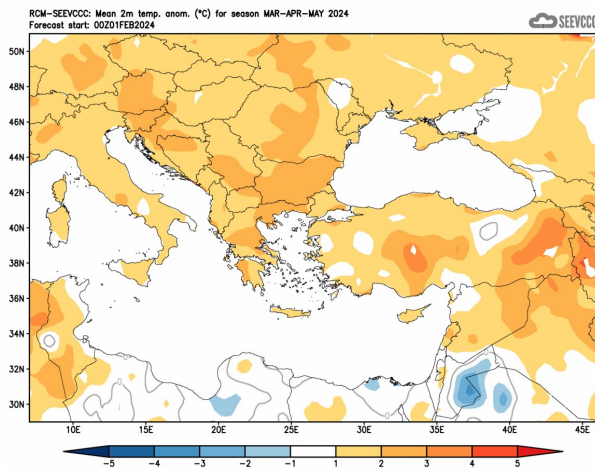 RCM-SEEVCCC: Mean 2m temp. anom. (°C) for season MAR-APR-MAY 2024
Forecast start: 00Z01FEB2024
SEEVCCC
50N
48N
46N
44N
42N
40N
38N
36N
34N
32N
30N
10E 15E 20E 25E 30E 35E 40E 45E
-5 -4 -3 -2 -1 1 2 3 4 5